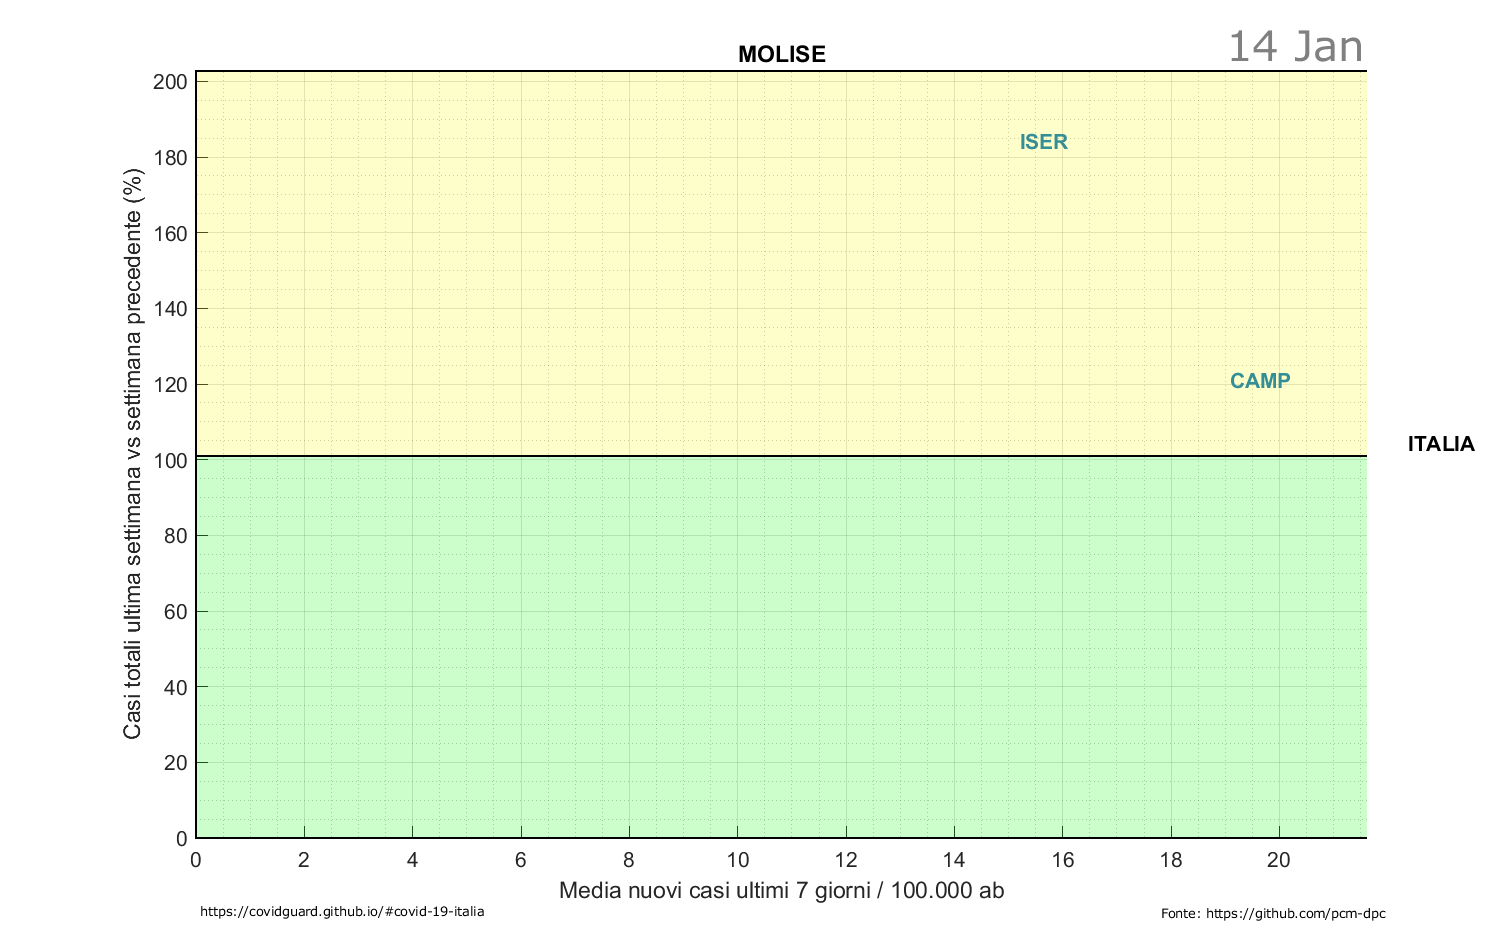 MOLISE
14 Jan
200
180
160
140
120
100
80
60
40
20
0
Casi totali ultima settimana vs settimana precedente (%)
ISER
CAMP
ITALIA
0 2 4 6 8 10 12 14 16 18 20
Media nuovi casi ultimi 7 giorni / 100.000 ab
https://covidguard.github.io/#covid-19-italia
Fonte: https://github.com/pcm-dpc